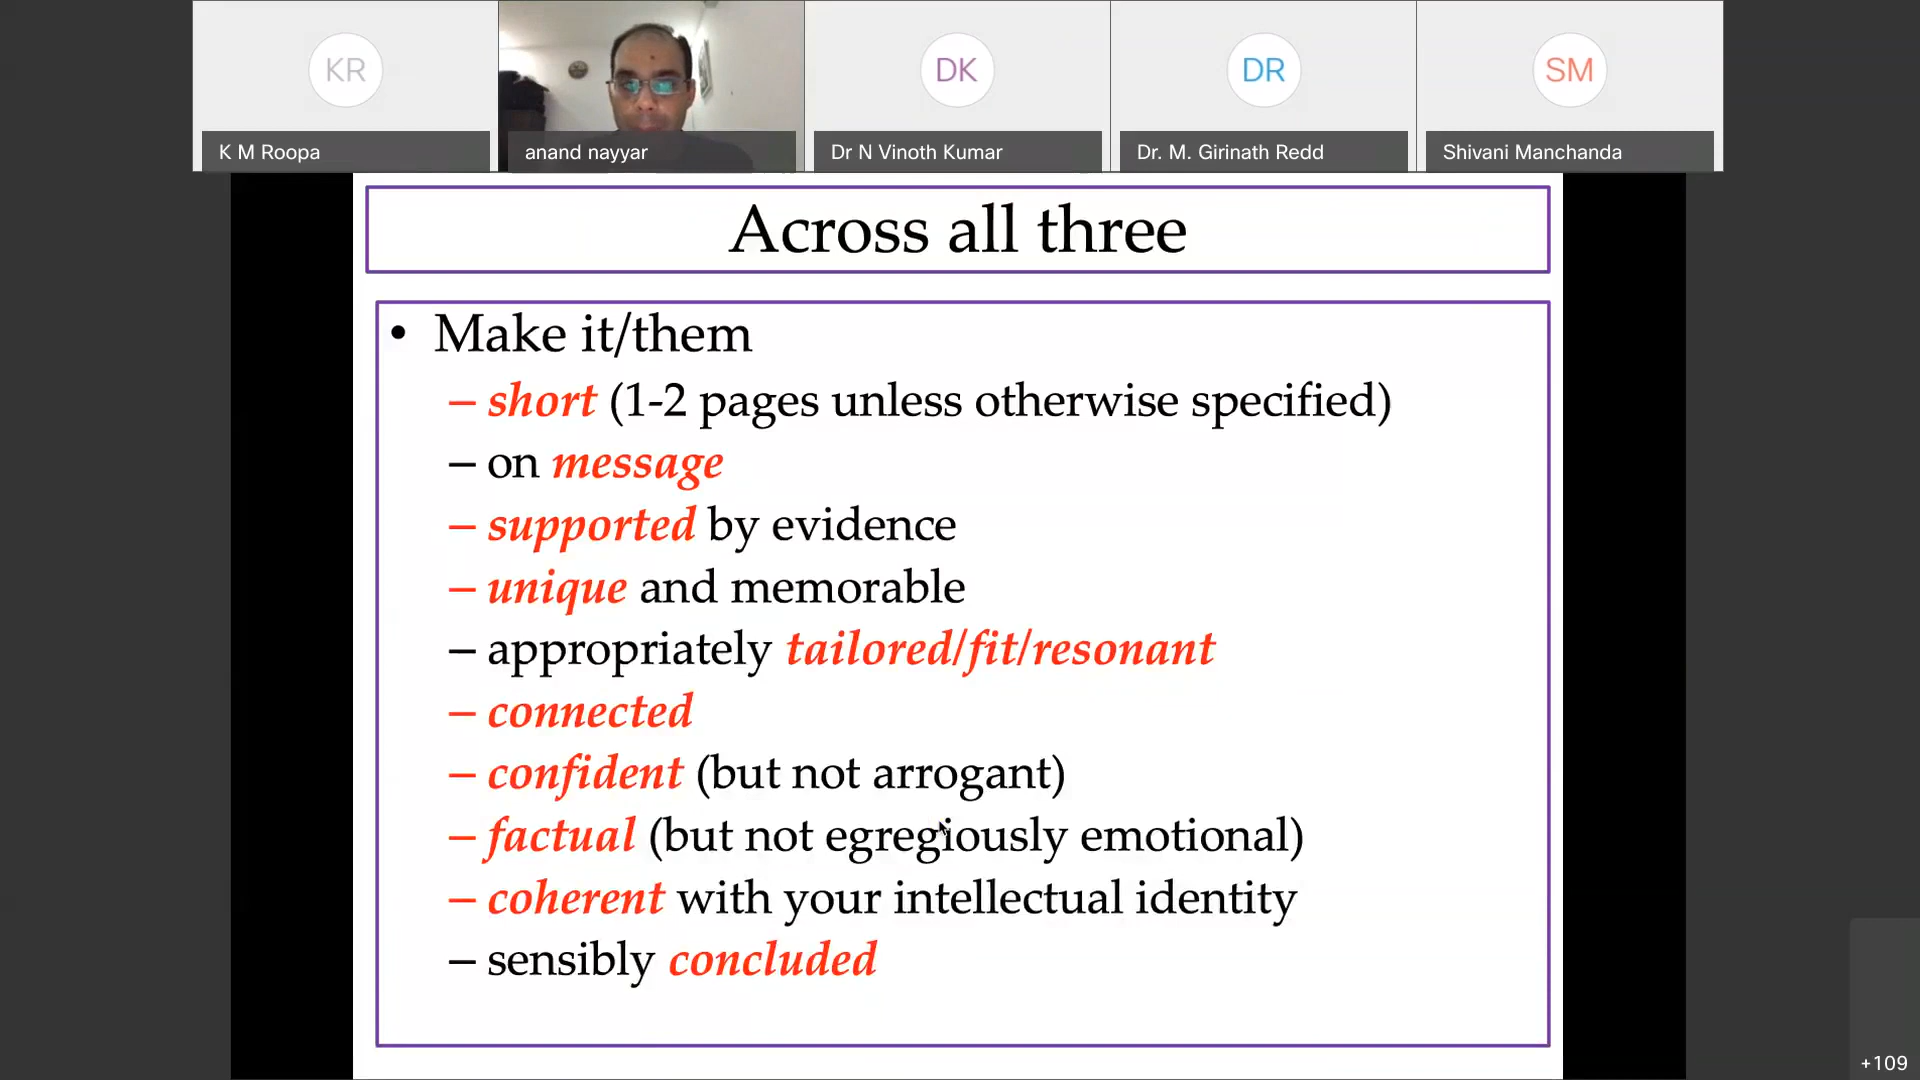 KR
DK
DR
SM
K M Roopa
anand nayyar
Dr N Vinoth Kumar
Dr. M. Girinath Redd
Shivani Manchanda
Across all three
• Make it/them
– short (1-2 pages unless otherwise specified)
– on message
– supported by evidence
– unique and memorable
– appropriately tailored/fit/resonant
– connected
– confident (but not arrogant)
– factual (but not egregiously emotional)
– coherent with your intellectual identity
– sensibly concluded
+109